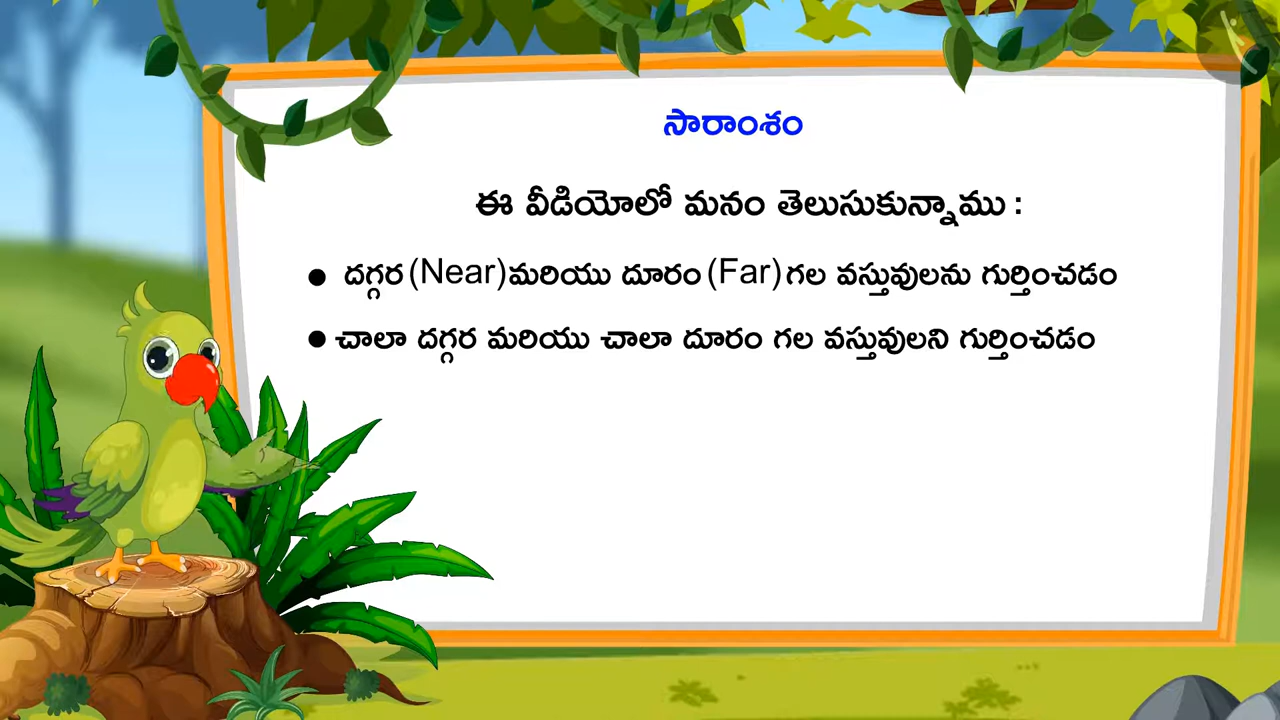 సారాంశం
ఈ వీడియోలో మనం తెలుసుకున్నాము :
• దగ్గర(Near)మరియు దూరం(Far)గల వస్తువులను గుర్తించడం
• చాలా దగ్గర మరియు చాలా దూరం గల వస్తువులని గుర్తించడం